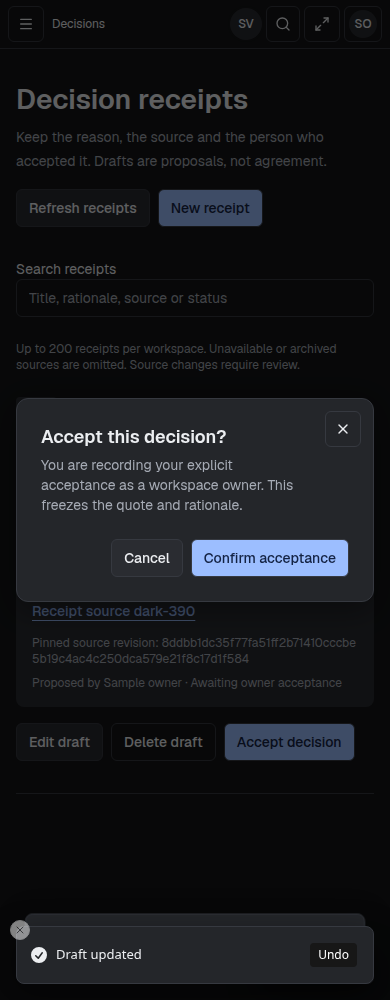 Decisions
SV
SO
Decision receipts
Keep the reason, the source and the person who
accepted it. Drafts are proposals, not agreement.
Refresh receipts
New receipt
Search receipts
Title, rationale, source or status
Up to 200 receipts per workspace. Unavailable or archived
sources are omitted. Source changes require review.
Accept this decision?
You are recording your explicit
acceptance as a workspace owner. This
freezes the quote and rationale.
Cancel
Confirm acceptance
Receipt source dark-390
Pinned source revision: 8ddbb1dc35f77fa51ff2b71410cccbe
5b19c4ac4c250dca579e21f8c17d1f584
Proposed by Sample owner · Awaiting owner acceptance
Edit draft
Delete draft
Accept decision
Draft updated
Undo